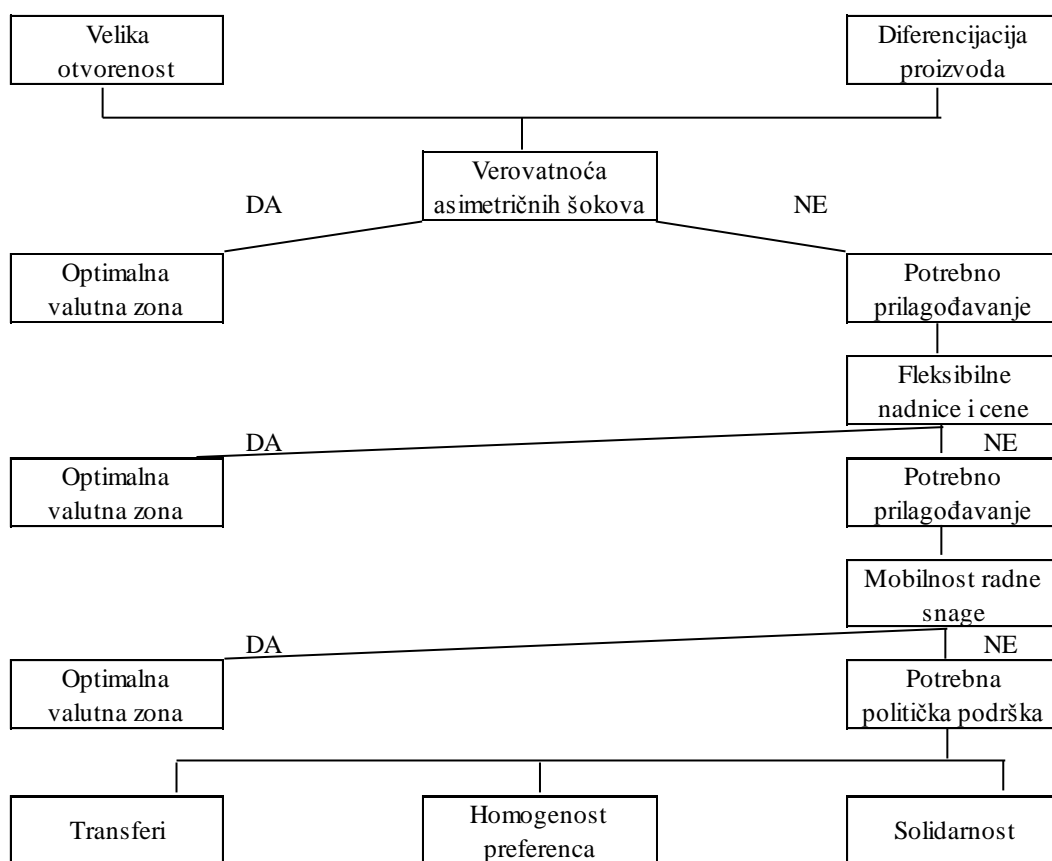 Velika
otvorenost
Diferencijacija
proizvoda
Verovatnoća
asimetričnih šokova
DA
NE
Optimalna
valutna zona
Potrebno
prilagođavanje
Fleksibilne
nadnice i cene
DA
NE
Optimalna
valutna zona
Potrebno
prilagođavanje
Mobilnost radne
snage
DA
NE
Optimalna
valutna zona
Potrebna
politička podrška
Transferi
Homogenost
preferenca
Solidarnost